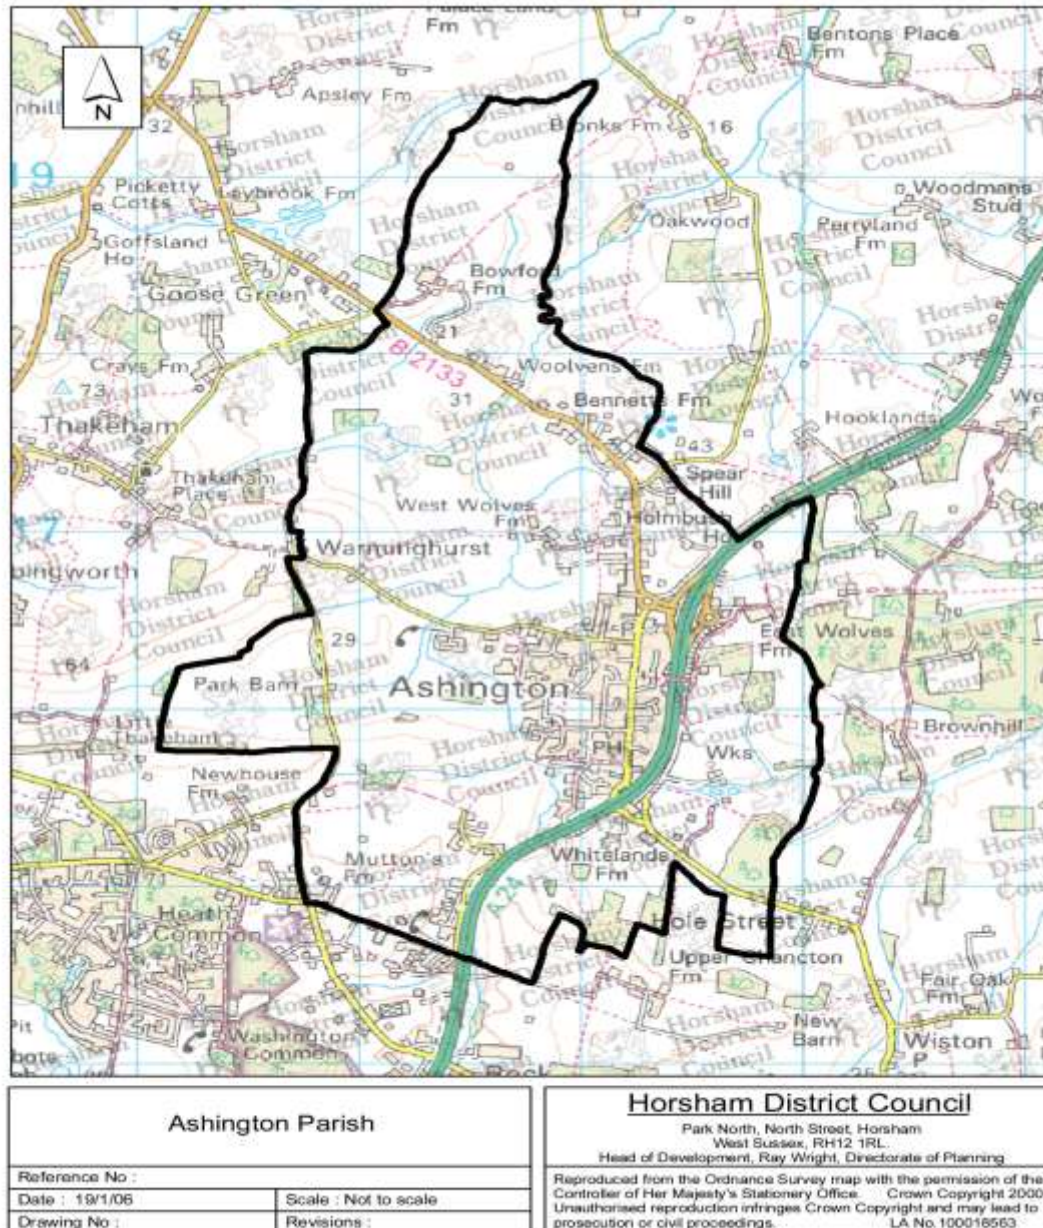 Fm
Bentons Place
Fm
N
Apsley Fm
32
Bronks Fm
16
19
Picketty
Cotts
Leybrook Fm
Oakwood
Woodmans
Stud
Perryland
Fm
Goffsland
Ho
Goose Green
Bowford
Fm
21
B2133
Crays Fm
73
31
Woolvens Fm
Bennetts Fm
Hooklands
Thakeham
43
Thakeham
Place
Spear
Hill
West Wolves
Fm
Holmbush
Warminghurst
29
East Wolves
Fm
64
Park Barn
Ashington
Little
Thakeham
Brownhill
PH
Wks
Newhouse
Fm
Mutton's
Fm
Whitelands
Fm
A 24
Heath
Common
Hole Street
Upper Chancton
Fm
Fair Oak
Fm
New
Barn
Washington
Common
Wiston
P
Horsham
District
Council
Ashington Parish
Reference No :
Date : 19/1/06
Scale : Not to scale
Drawing No :
Revisions :
Horsham District Council
Park North, North Street, Horsham
West Sussex, RH12 1RL.
Head of Development, Ray Wright, Directorate of Planning
Reproduced from the Ordnance Survey map with the permission of the
Controller of Her Majesty's Stationery Office. Crown Copyright 2000.
Unauthorised reproduction infringes Crown Copyright and may lead to
prosecution or civil proceedings. LA No.100018563